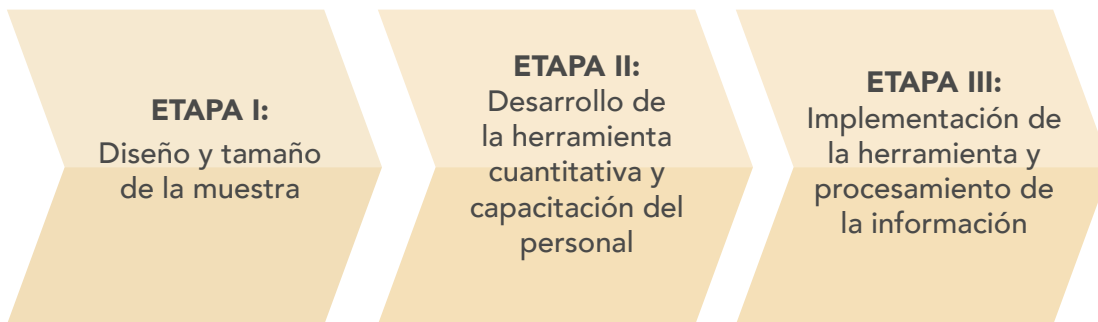 ETAPA I:
Diseño y tamaño
de la muestra
ETAPA II:
Desarrollo de
la herramienta
cuantitativa y
capacitación del
personal
ETAPA III:
Implementación de
la herramienta y
procesamiento de
la información